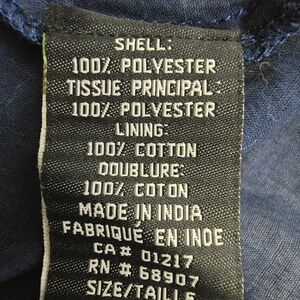 SHELL:
100% POLYESTER
TISSUE PRINCIPAL:
100% POLYESTER
LINING:
100% COTTON
DOUBLURE:
100% COTON
MADE IN INDIA
FABRIQUÉ EN INDE
CA# 01217
RN# 68907
SIZE/TAILLE